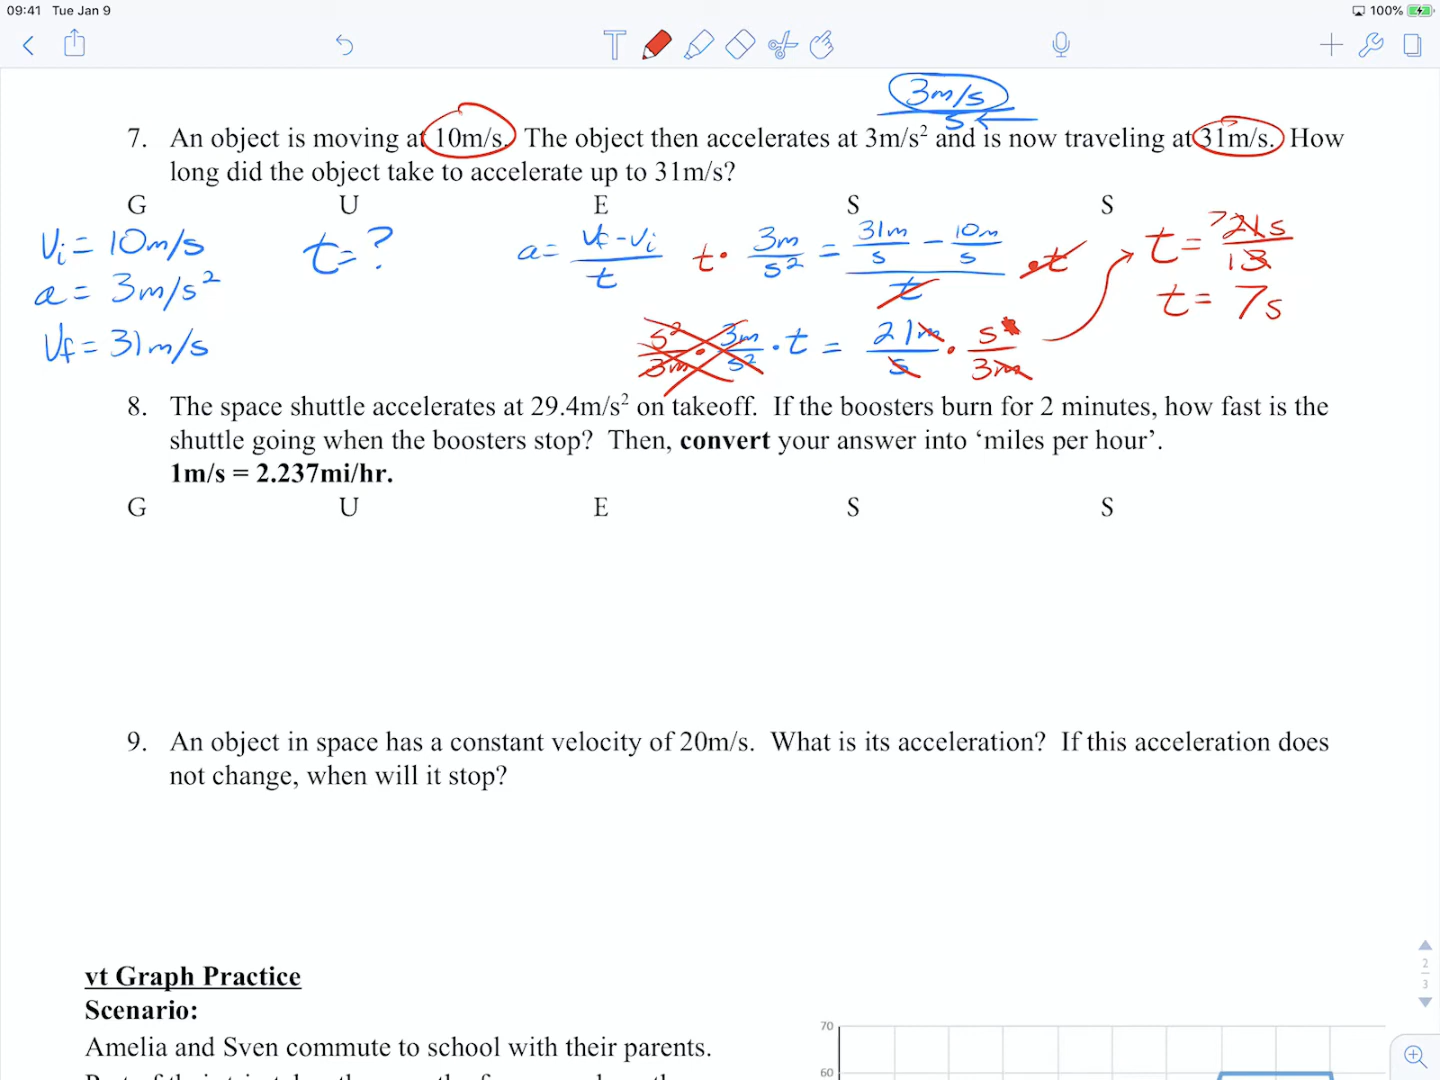 09:41 Tue Jan 9
100%
3m/s
s
7. An object is moving at 10m/s. The object then accelerates at 3m/s² and is now traveling at 31m/s. How
long did the object take to accelerate up to 31m/s?
G U E S S
Vi = 10m/s
a = 3m/s²
Vf = 31m/s
t = ?
a = Vf - Vi / t
t · 3m/s² = 31m/s - 10m/s / t · t
s²/3m · 3m/s² · t = 21m/s · s/3m
t = 7 21s / 1 3
t = 7s
8. The space shuttle accelerates at 29.4m/s² on takeoff. If the boosters burn for 2 minutes, how fast is the
shuttle going when the boosters stop? Then, convert your answer into ‘miles per hour’.
1m/s = 2.237mi/hr.
G U E S S
9. An object in space has a constant velocity of 20m/s. What is its acceleration? If this acceleration does
not change, when will it stop?
2
3
vt Graph Practice
Scenario:
Amelia and Sven commute to school with their parents.
70
60